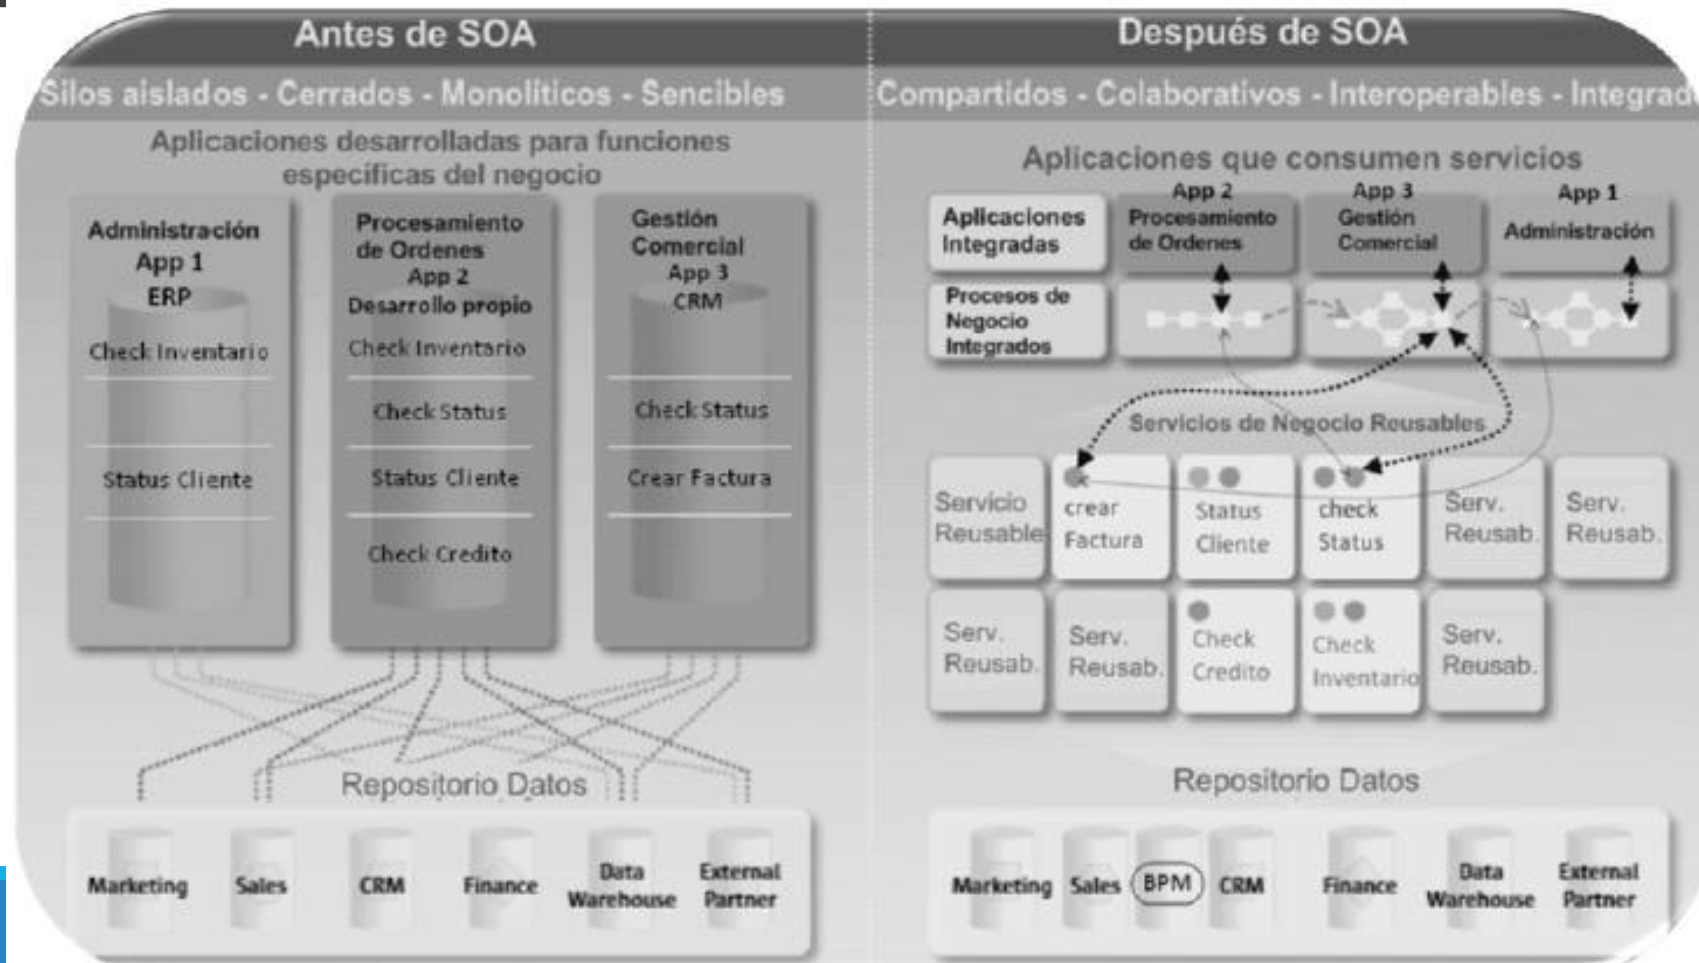 Antes de SOA
Silos aislados - Cerrados - Monolíticos - Sencibles
Aplicaciones desarrolladas para funciones
específicas del negocio
Administración
App 1
ERP
Check Inventario
Status Cliente
Procesamiento
de Ordenes
App 2
Desarrollo propio
Check Inventario
Check Status
Status Cliente
Check Credito
Gestión
Comercial
App 3
CRM
Check Status
Crear Factura
Repositorio Datos
Marketing
Sales
CRM
Finance
Data
Warehouse
External
Partner
Después de SOA
Compartidos - Colaborativos - Interoperables - Integrad
Aplicaciones que consumen servicios
Aplicaciones
Integradas
App 2
Procesamiento
de Ordenes
App 3
Gestión
Comercial
App 1
Administración
Procesos de
Negocio
Integrados
Servicios de Negocio Reusables
Servicio
Reusable
crear
Factura
Status
Cliente
check
Status
Serv.
Reusab.
Serv.
Reusab.
Serv.
Reusab.
Serv.
Reusab.
Check
Credito
Check
Inventario
Serv.
Reusab.
Repositorio Datos
Marketing
Sales
BPM
CRM
Finance
Data
Warehouse
External
Partner